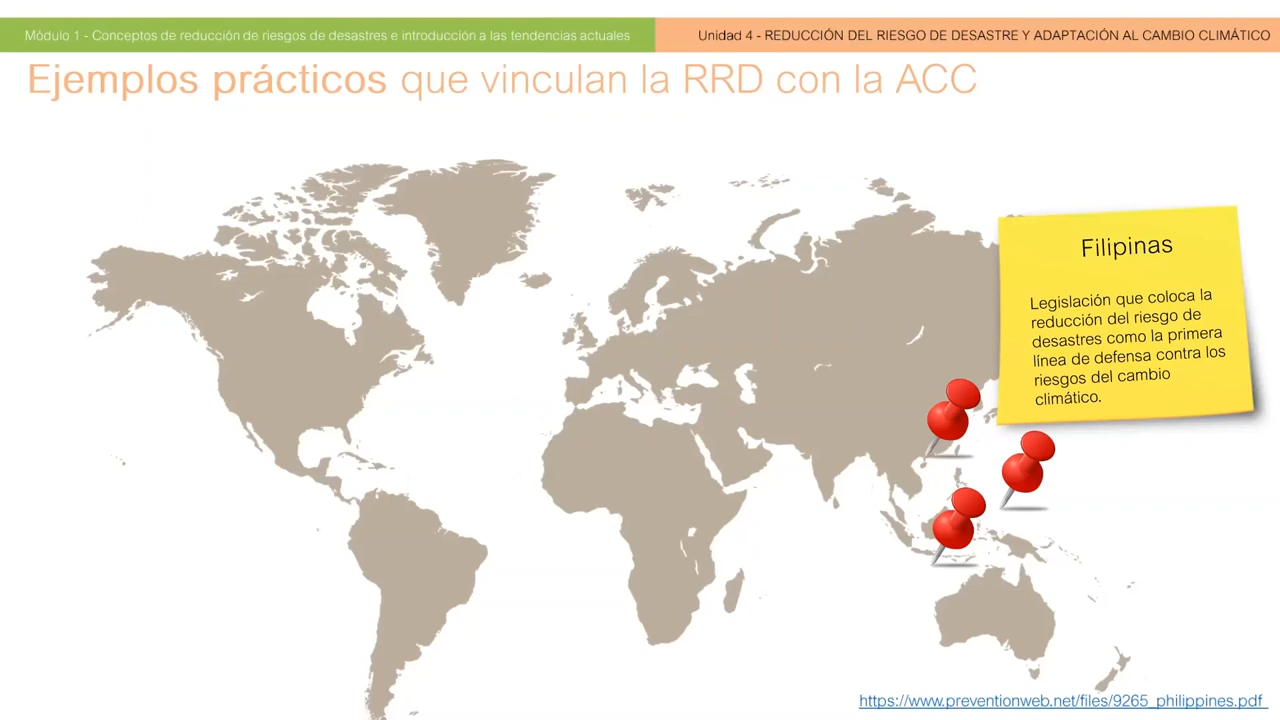 Módulo 1 - Conceptos de reducción de riesgos de desastres e introducción a las tendencias actuales
Unidad 4 - REDUCCIÓN DEL RIESGO DE DESASTRE Y ADAPTACIÓN AL CAMBIO CLIMÁTICO
Ejemplos prácticos que vinculan la RRD con la ACC
Filipinas
Legislación que coloca la
reducción del riesgo de
desastres como la primera
línea de defensa contra los
riesgos del cambio
climático.
https://www.preventionweb.net/files/9265_philippines.pdf